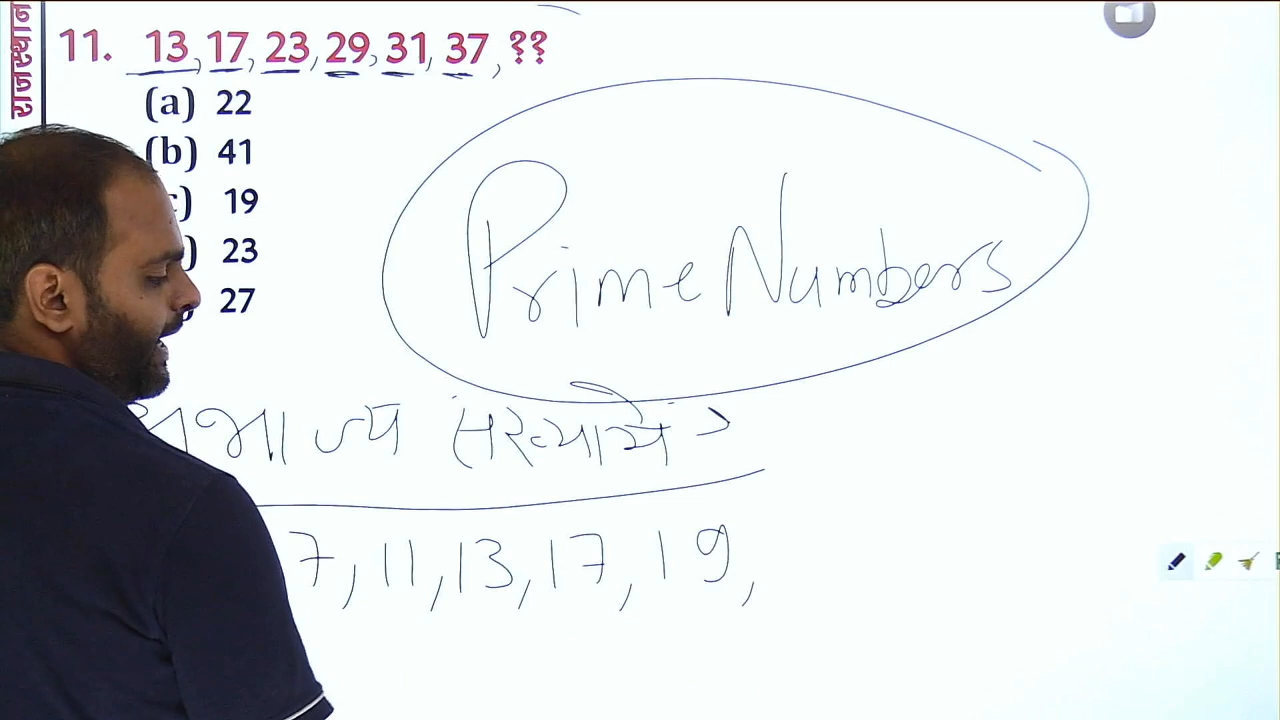 राजस्थान
11. 13, 17, 23, 29, 31, 37, ??
(a) 22
(b) 41
) 19
) 23
27
Prime Numbers
भाज्य संख्यायें >
7, 11, 13, 17, 19,